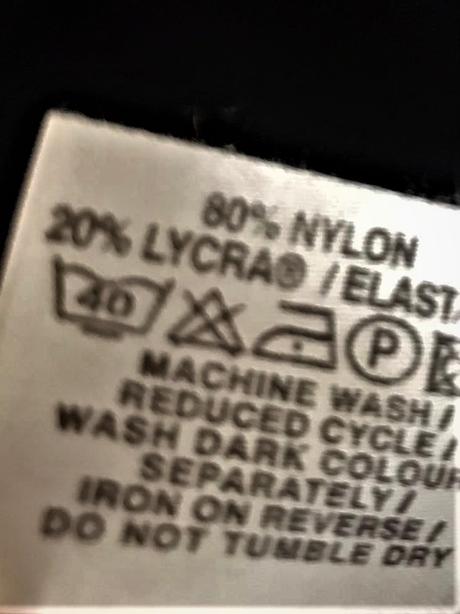 80% NYLON
20% LYCRA® / ELAST
40 P
MACHINE WASH /
REDUCED CYCLE /
WASH DARK COLOUR
SEPARATELY /
IRON ON REVERSE /
DO NOT TUMBLE DRY